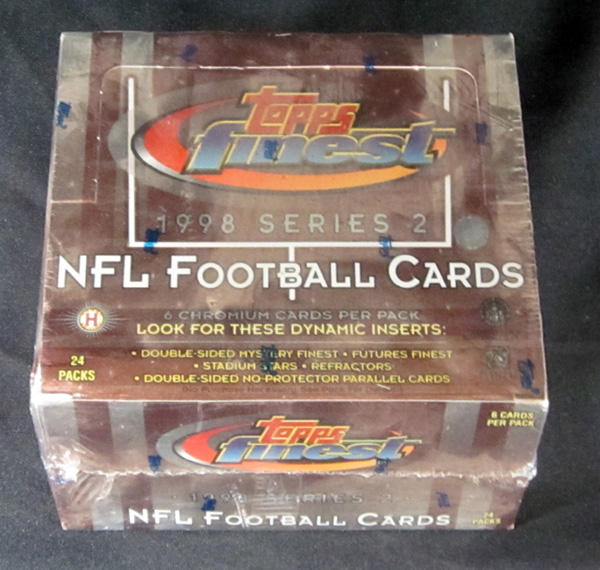 Topps
finest
1998 SERIES 2
NFL FOOTBALL CARDS
6 CHROMIUM CARDS PER PACK
LOOK FOR THESE DYNAMIC INSERTS:
H
24
PACKS
• DOUBLE-SIDED MYSTERY FINEST • FUTURES FINEST
• STADIUM STARS • REFRACTORS
• DOUBLE-SIDED NO-PROTECTOR PARALLEL CARDS
6 CARDS
PER PACK
Topps
finest
1998 SERIES 2
NFL FOOTBALL CARDS
24
PACKS